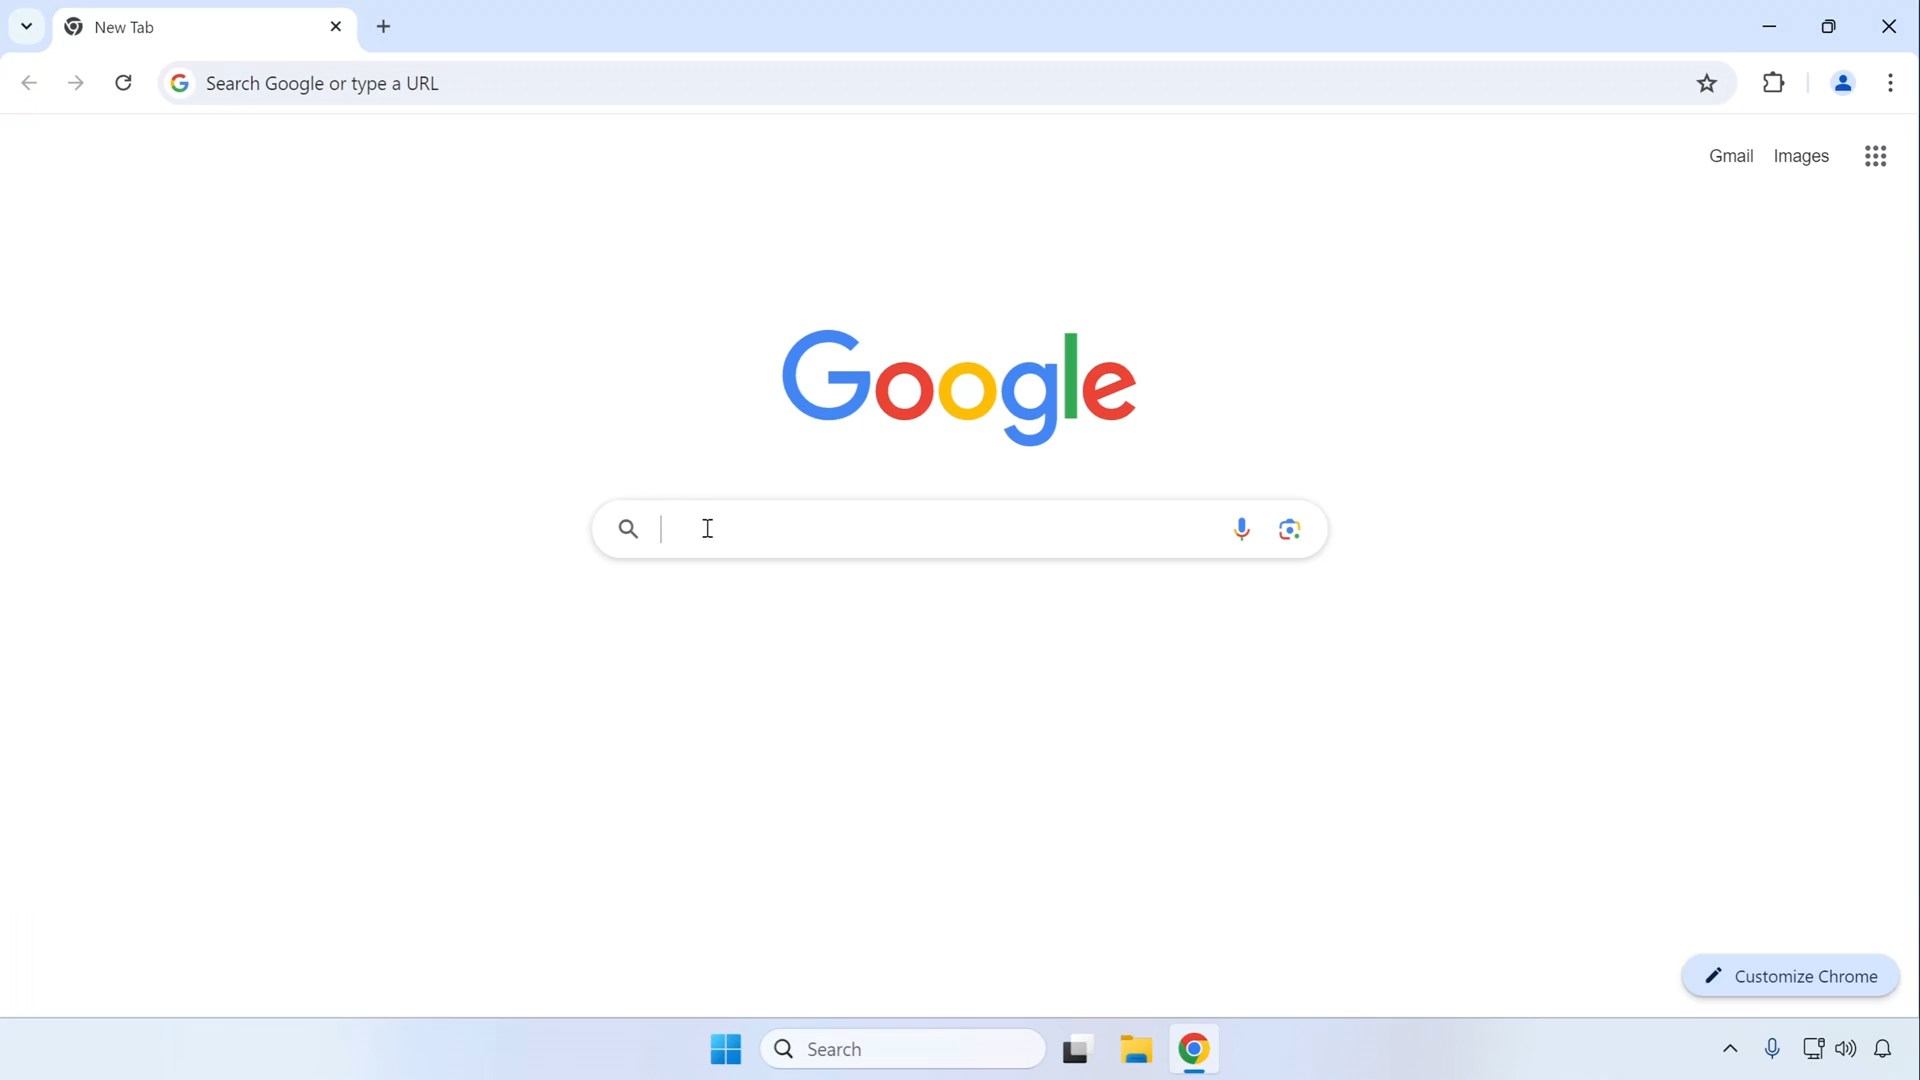 New Tab
Search Google or type a URL
Gmail Images
Google
Customize Chrome
Search